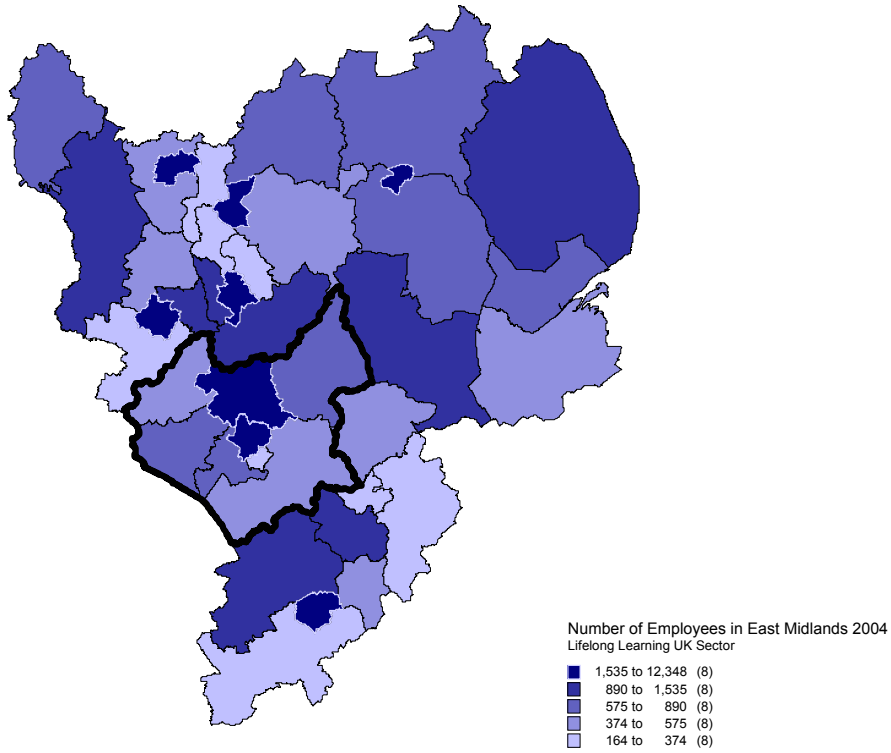 Number of Employees in East Midlands 2004
Lifelong Learning UK Sector
1,535 to 12,348 (8)
890 to 1,535 (8)
575 to 890 (8)
374 to 575 (8)
164 to 374 (8)